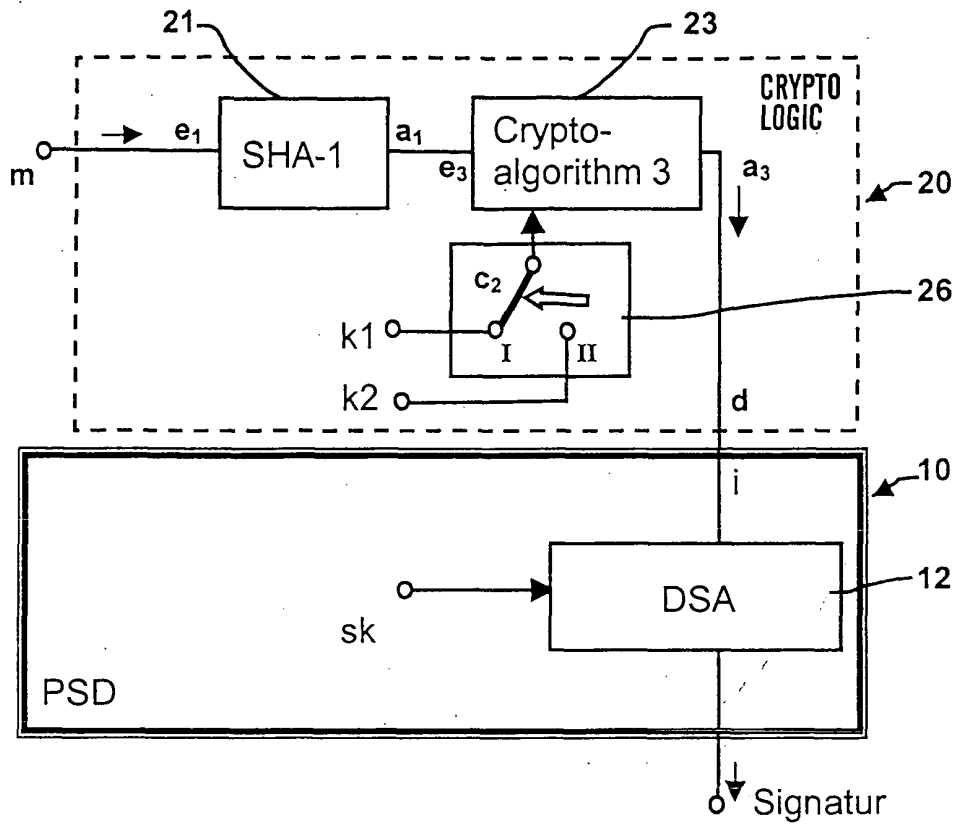 21
23
CRYPTO
LOGIC
m
e₁
SHA-1
a₁
e₃
Crypto-
algorithm 3
a₃
20
c₂
26
k1
I
II
k2
d
i
10
sk
DSA
12
PSD
Signatur